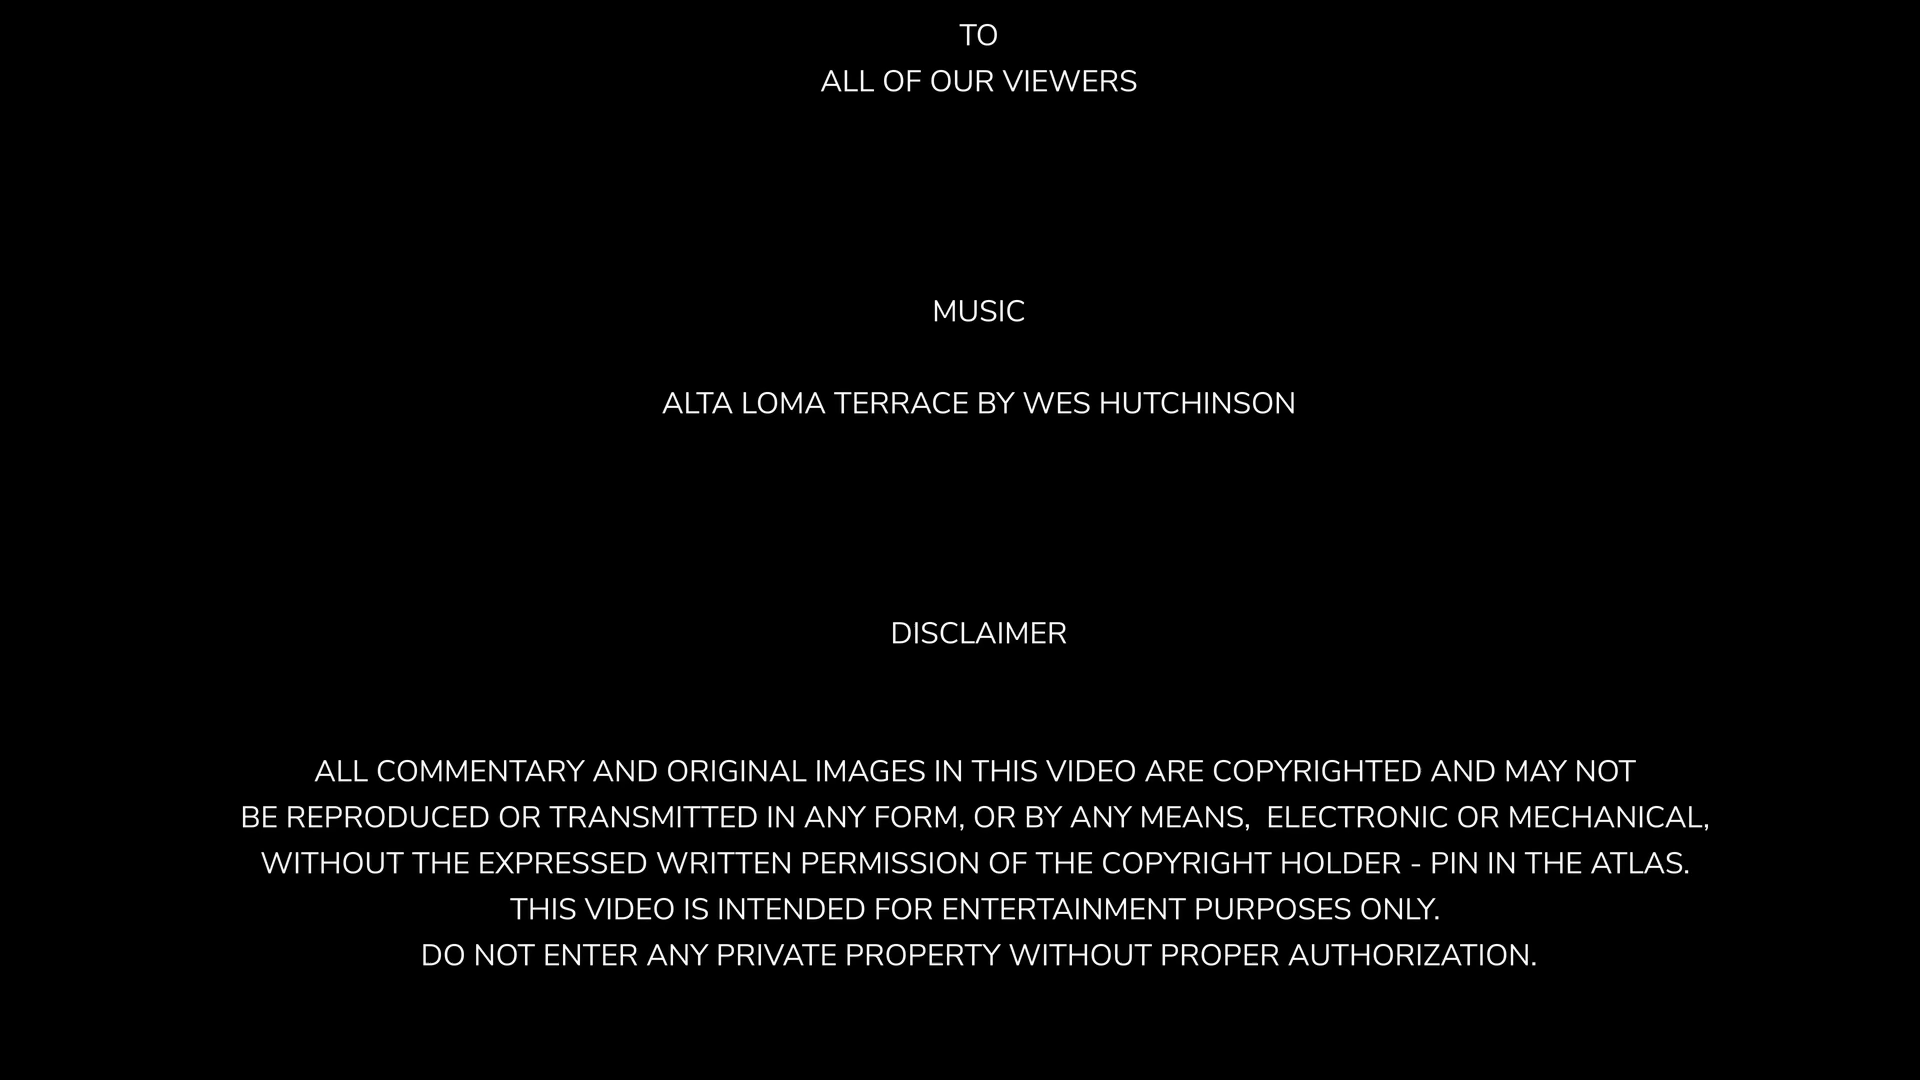 TO
ALL OF OUR VIEWERS
MUSIC
ALTA LOMA TERRACE BY WES HUTCHINSON
DISCLAIMER
ALL COMMENTARY AND ORIGINAL IMAGES IN THIS VIDEO ARE COPYRIGHTED AND MAY NOT
BE REPRODUCED OR TRANSMITTED IN ANY FORM, OR BY ANY MEANS,  ELECTRONIC OR MECHANICAL,
WITHOUT THE EXPRESSED WRITTEN PERMISSION OF THE COPYRIGHT HOLDER - PIN IN THE ATLAS.
THIS VIDEO IS INTENDED FOR ENTERTAINMENT PURPOSES ONLY.
DO NOT ENTER ANY PRIVATE PROPERTY WITHOUT PROPER AUTHORIZATION.